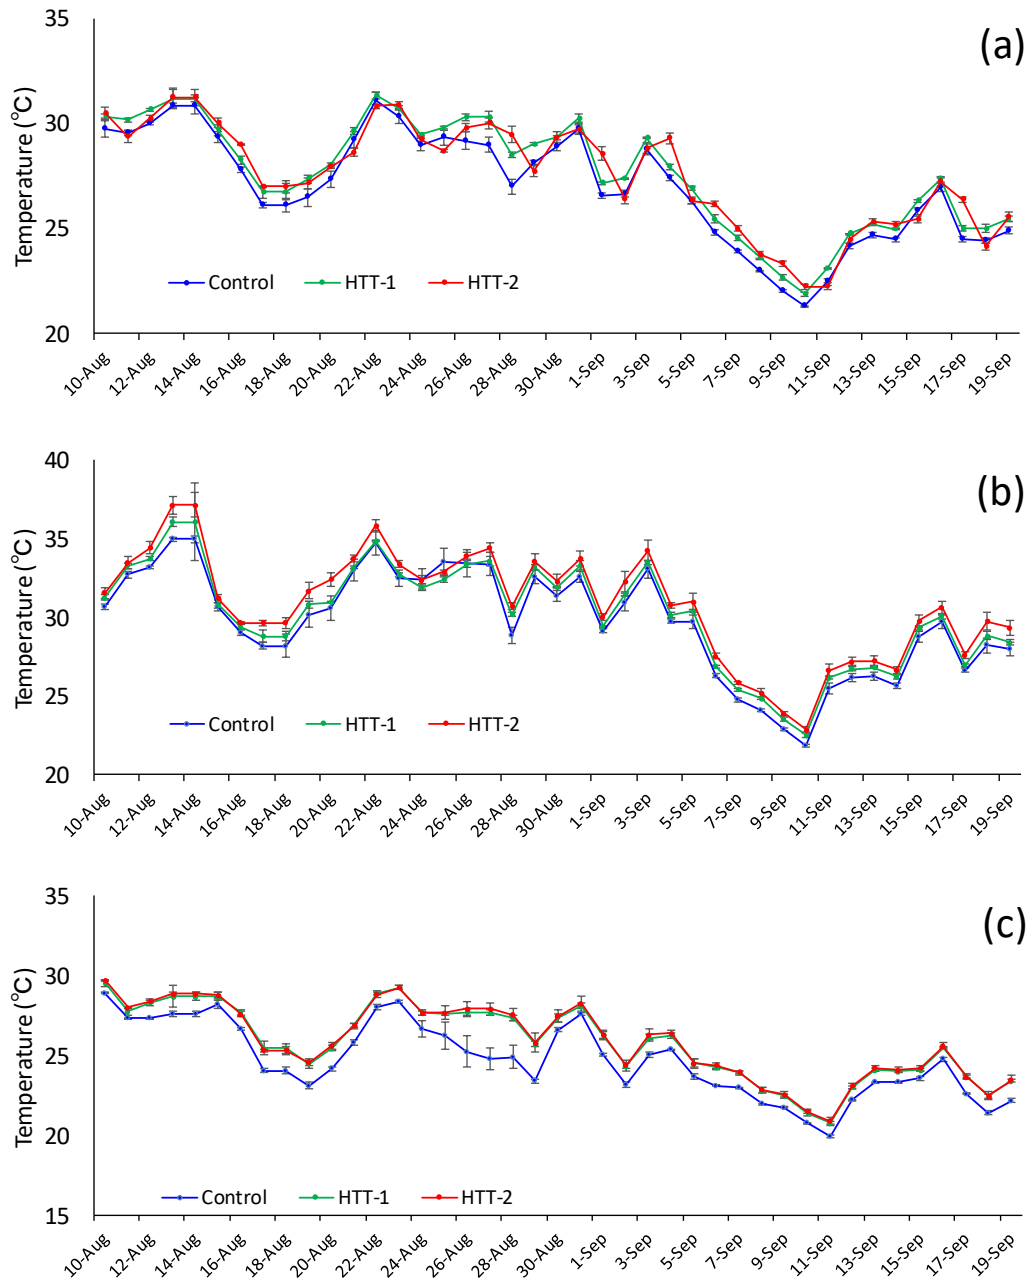 (a)
Temperature (°C)
35
30
25
20
Control HTT-1 HTT-2
10-Aug 12-Aug 14-Aug 16-Aug 18-Aug 20-Aug 22-Aug 24-Aug 26-Aug 28-Aug 30-Aug 1-Sep 3-Sep 5-Sep 7-Sep 9-Sep 11-Sep 13-Sep 15-Sep 17-Sep 19-Sep
(b)
Temperature (°C)
40
35
30
25
20
Control HTT-1 HTT-2
10-Aug 12-Aug 14-Aug 16-Aug 18-Aug 20-Aug 22-Aug 24-Aug 26-Aug 28-Aug 30-Aug 1-Sep 3-Sep 5-Sep 7-Sep 9-Sep 11-Sep 13-Sep 15-Sep 17-Sep 19-Sep
(c)
Temperature (°C)
35
30
25
20
15
Control HTT-1 HTT-2
10-Aug 12-Aug 14-Aug 16-Aug 18-Aug 20-Aug 22-Aug 24-Aug 26-Aug 28-Aug 30-Aug 1-Sep 3-Sep 5-Sep 7-Sep 9-Sep 11-Sep 13-Sep 15-Sep 17-Sep 19-Sep